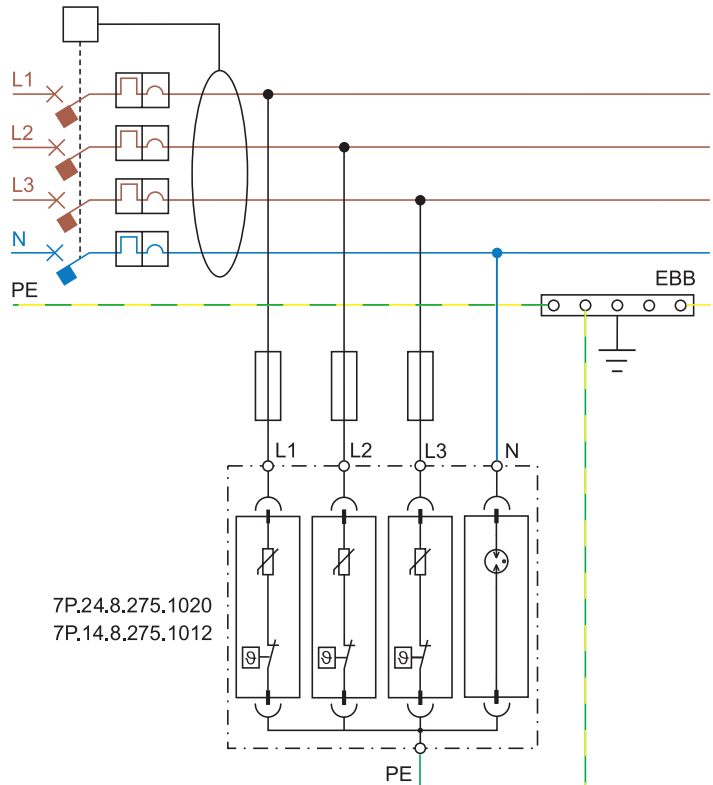 L1
L2
L3
N
PE
EBB
L1
L2
L3
N
7P.24.8.275.1020
7P.14.8.275.1012
ϑ
ϑ
ϑ
PE